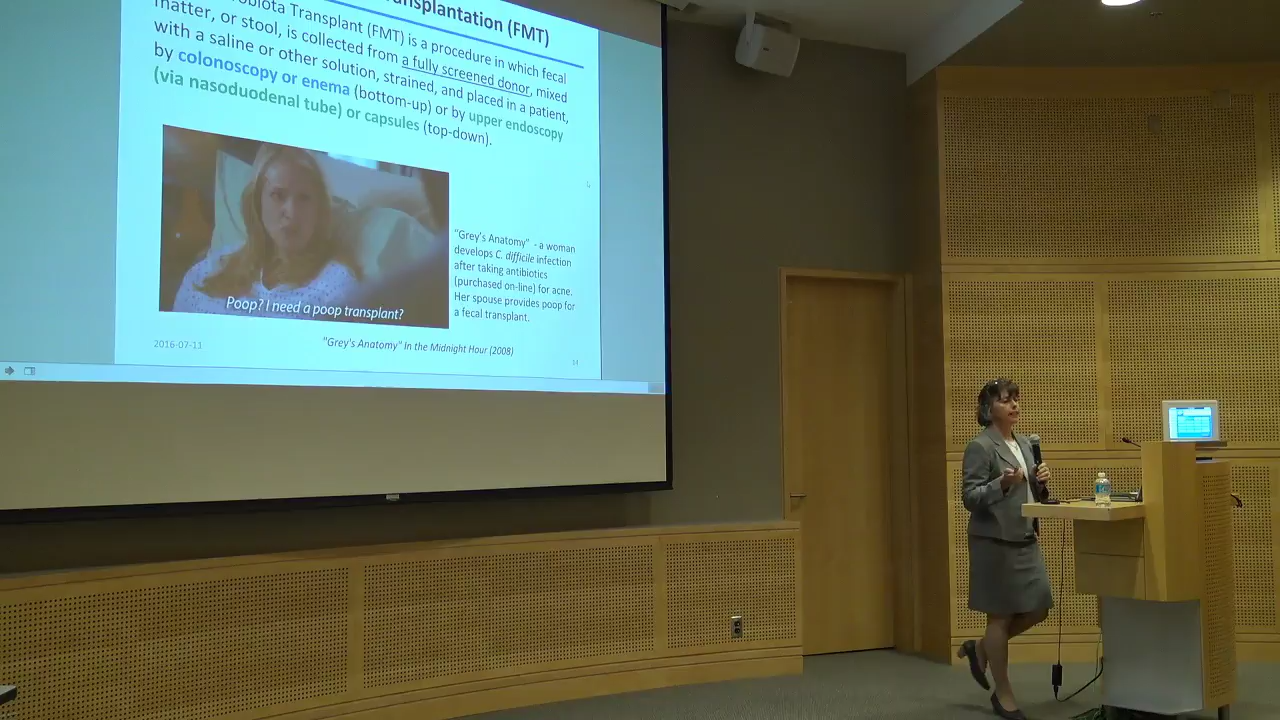 nsplantation (FMT)
obiota Transplant (FMT) is a procedure in which fecal
matter, or stool, is collected from a fully screened donor, mixed
with a saline or other solution, strained, and placed in a patient,
by colonoscopy or enema (bottom-up) or by upper endoscopy
(via nasoduodenal tube) or capsules (top-down).
Poop? I need a poop transplant?
"Grey's Anatomy" - a woman
develops C. difficile infection
after taking antibiotics
(purchased on-line) for acne.
Her spouse provides poop for
a fecal transplant.
2016-07-13
"Grey's Anatomy" In the Midnight Hour (2008)